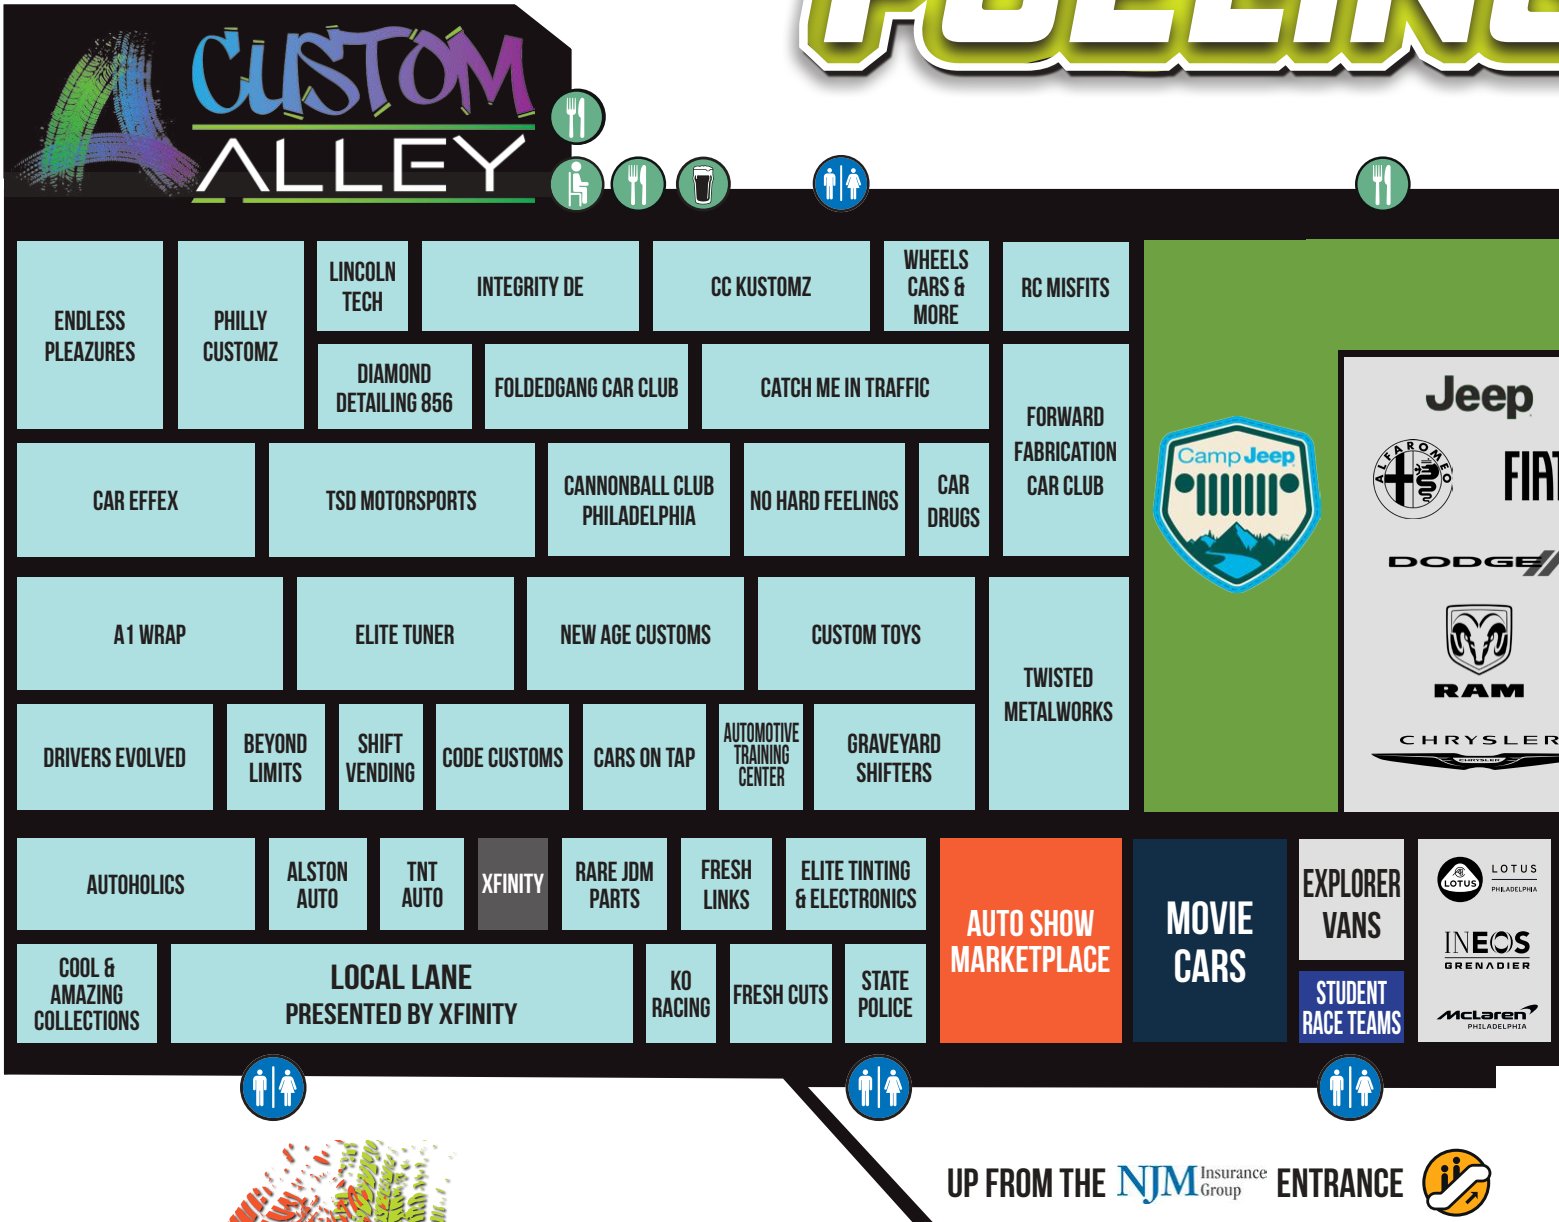 CUSTOM
ALLEY
ENDLESS
PLEAZURES
PHILLY
CUSTOMZ
LINCOLN
TECH
INTEGRITY DE
CC KUSTOMZ
WHEELS
CARS &
MORE
RC MISFITS
DIAMOND
DETAILING 856
FOLDEDGANG CAR CLUB
CATCH ME IN TRAFFIC
FORWARD
FABRICATION
CAR CLUB
CAR EFFEX
TSD MOTORSPORTS
CANNONBALL CLUB
PHILADELPHIA
NO HARD FEELINGS
CAR
DRUGS
Camp Jeep
Jeep
ALFA ROMEO
FIAT
DODGE
RAM
CHRYSLER
CHRYSLER
A1 WRAP
ELITE TUNER
NEW AGE CUSTOMS
CUSTOM TOYS
TWISTED
METALWORKS
DRIVERS EVOLVED
BEYOND
LIMITS
SHIFT
VENDING
CODE CUSTOMS
CARS ON TAP
AUTOMOTIVE
TRAINING
CENTER
GRAVEYARD
SHIFTERS
AUTOHOLICS
ALSTON
AUTO
TNT
AUTO
XFINITY
RARE JDM
PARTS
FRESH
LINKS
ELITE TINTING
& ELECTRONICS
AUTO SHOW
MARKETPLACE
MOVIE
CARS
EXPLORER
VANS
STUDENT
RACE TEAMS
LOTUS
LOTUS
PHILADELPHIA
INEOS
GRENADIER
McLaren
PHILADELPHIA
COOL &
AMAZING
COLLECTIONS
LOCAL LANE
PRESENTED BY XFINITY
KO
RACING
FRESH CUTS
STATE
POLICE
UP FROM THE NJM Insurance Group ENTRANCE